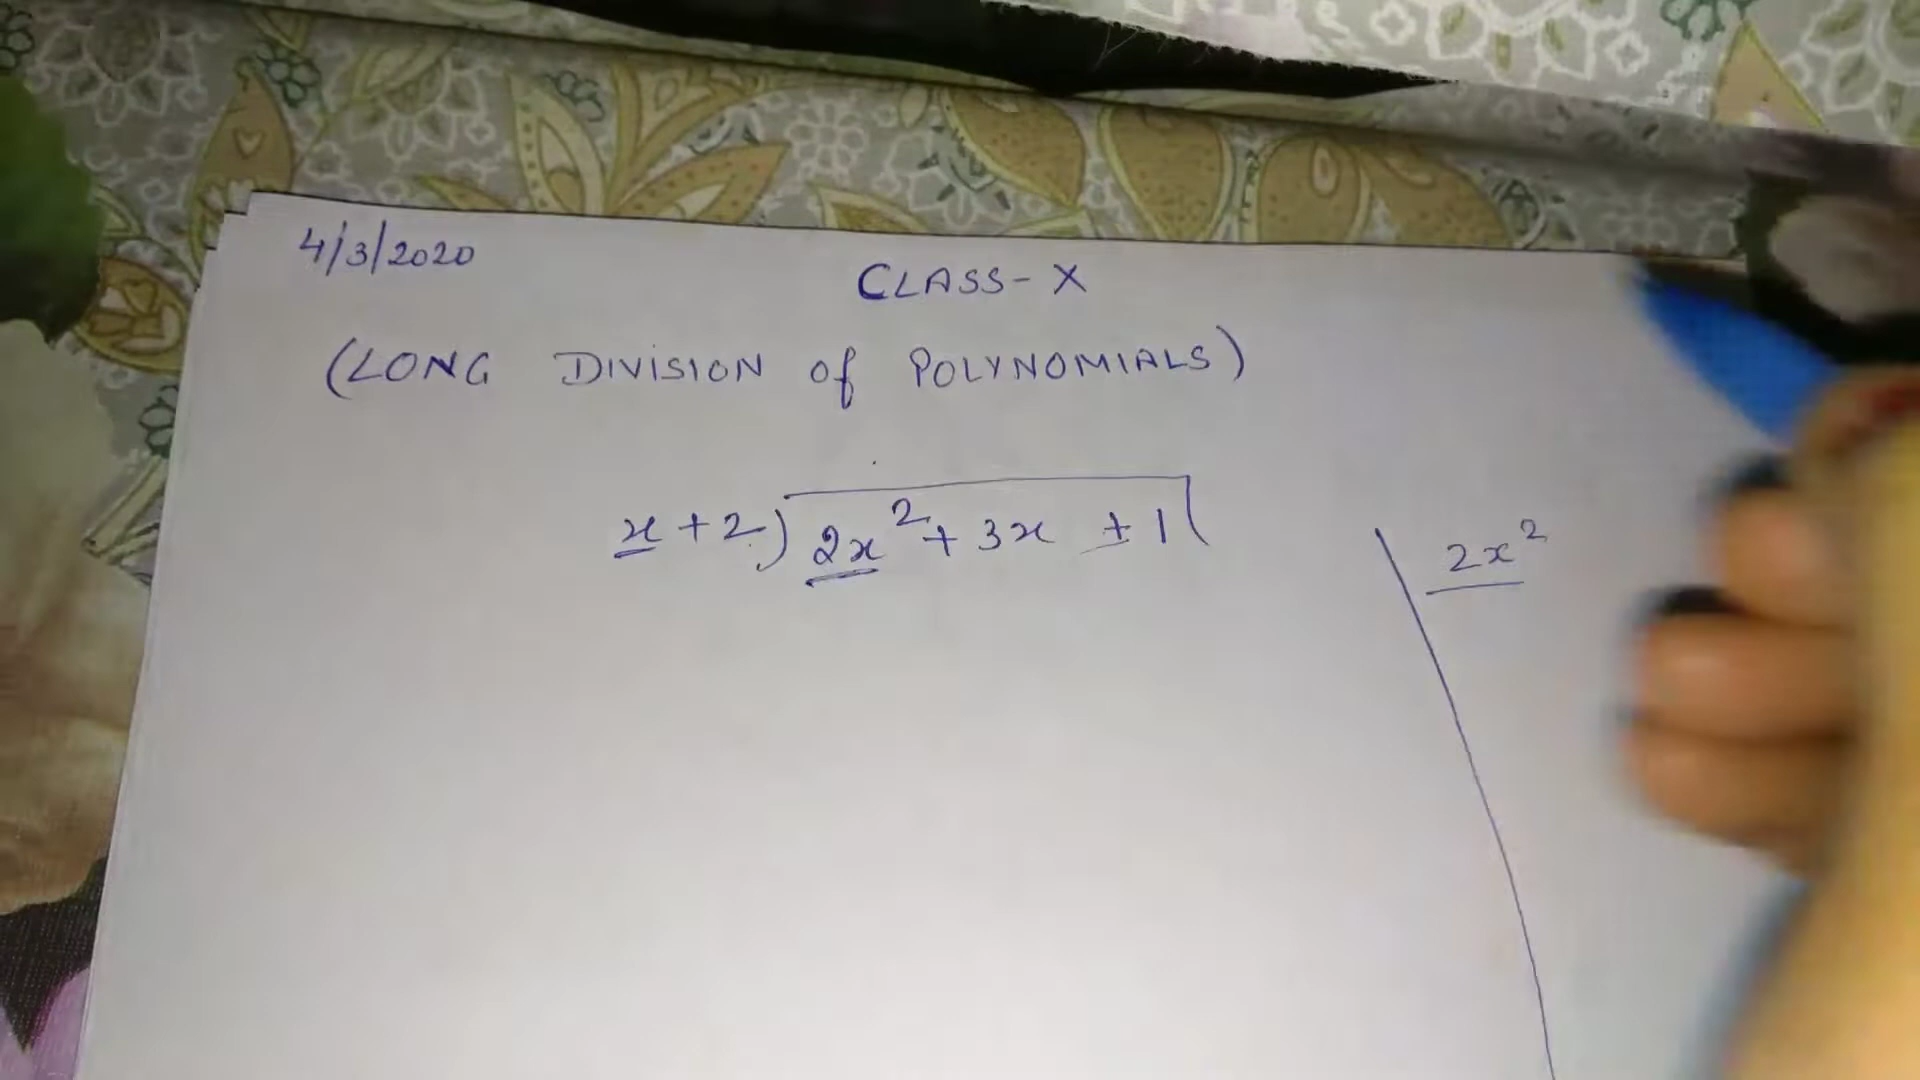 4/3/2020
CLASS - X
(LONG DIVISION of POLYNOMIALS)
x + 2) 2x² + 3x + 1(
2x²